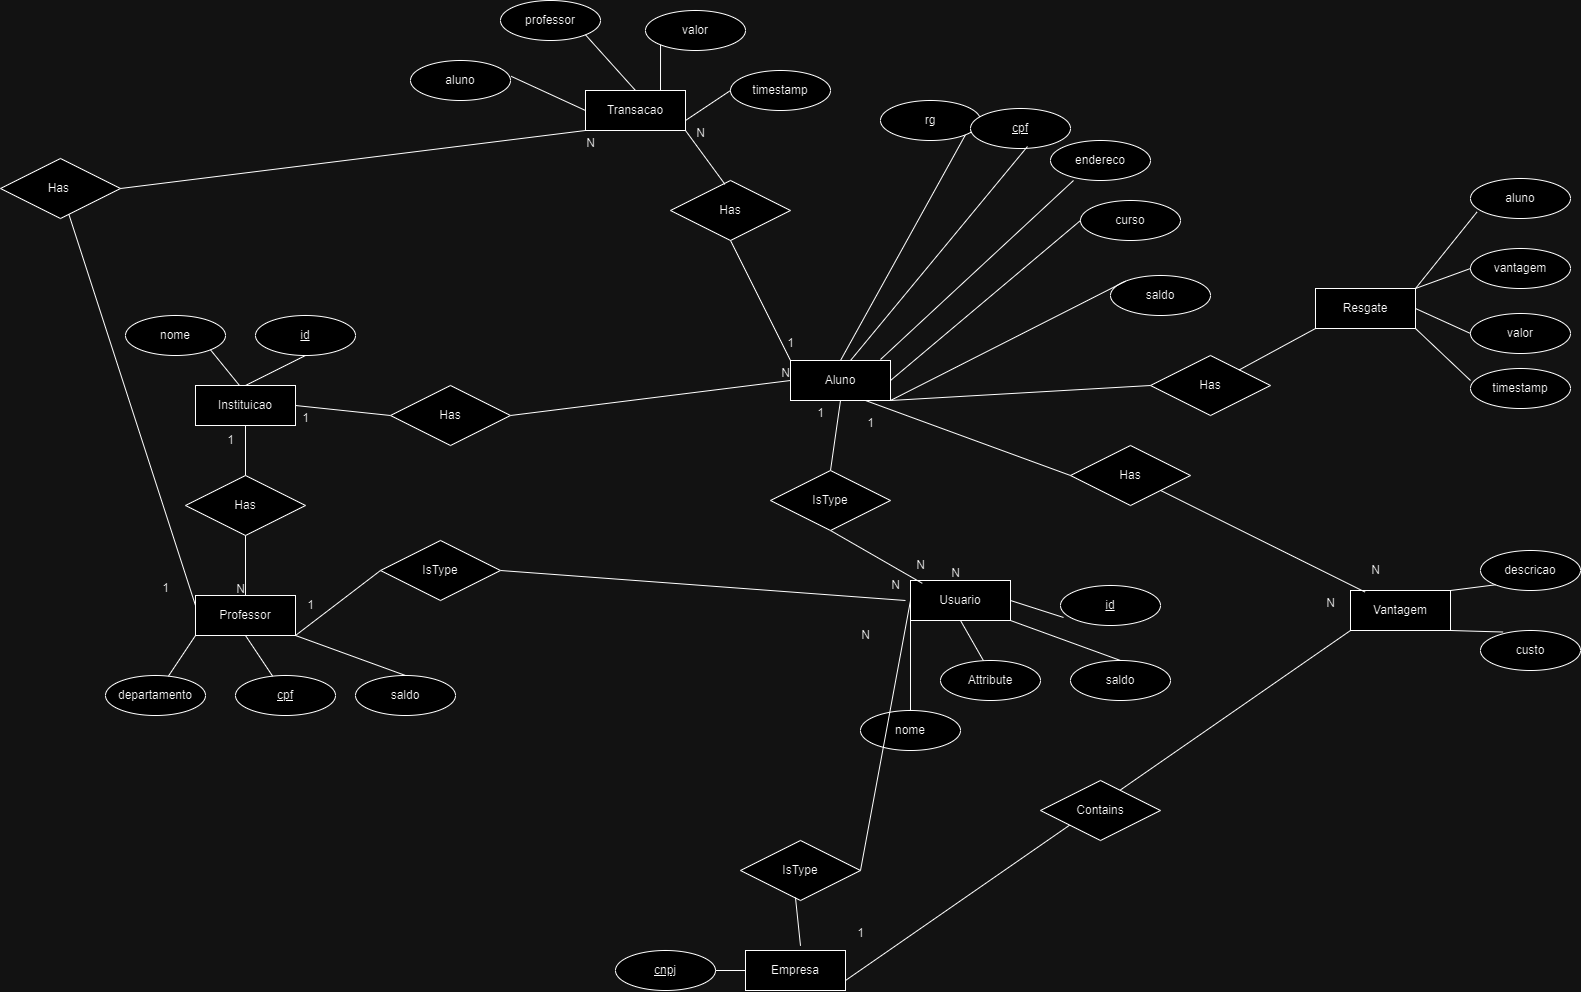 professor
valor
aluno
timestamp
Transacao
N
N
rg
cpf
endereco
Has
Has
aluno
curso
vantagem
saldo
Resgate
nome
id
valor
1
N
Aluno
Has
timestamp
Instituicao
1
Has
1
1
1
Has
IsType
Has
N
N
N
IsType
N
descricao
1
N
1
N
Professor
Usuario
id
Vantagem
N
custo
departamento
cpf
saldo
Attribute
saldo
nome
Contains
IsType
1
cnpj
Empresa